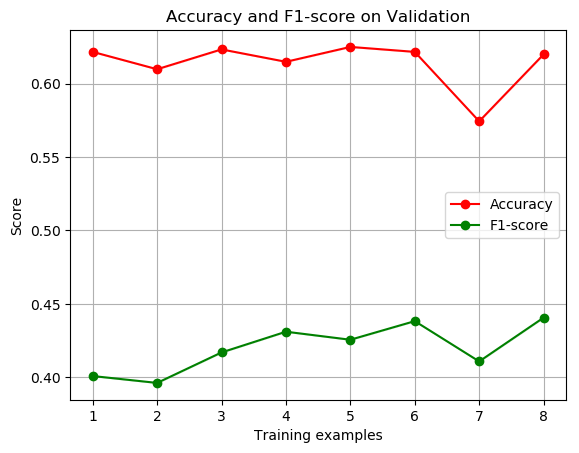 Accuracy and F1-score on Validation
0.60
0.55
0.50
0.45
0.40
Score
Accuracy
F1-score
1 2 3 4 5 6 7 8
Training examples